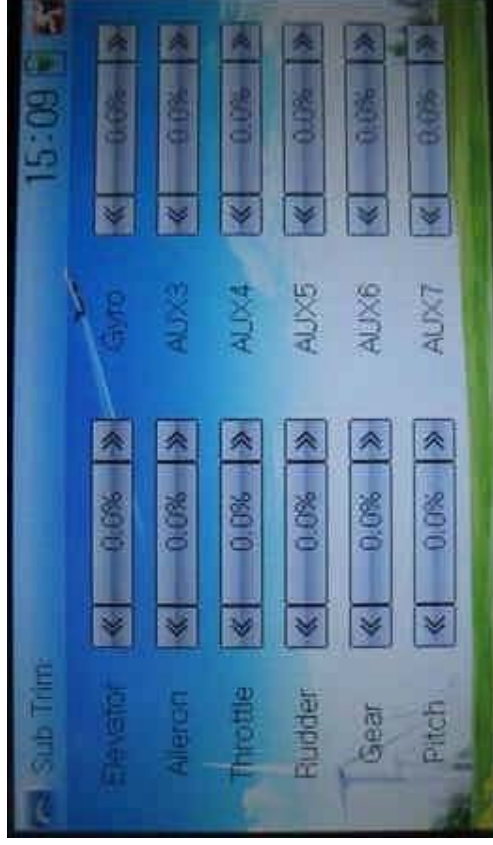 Sub Trim 15:09
Elevator « 0.0% » Gyro « 0.0% »
Aileron « 0.0% » AUX3 « 0.0% »
Throttle « 0.0% » AUX4 « 0.0% »
Rudder « 0.0% » AUX5 « 0.0% »
Gear « 0.0% » AUX6 « 0.0% »
Pitch « 0.0% » AUX7 « 0.0% »